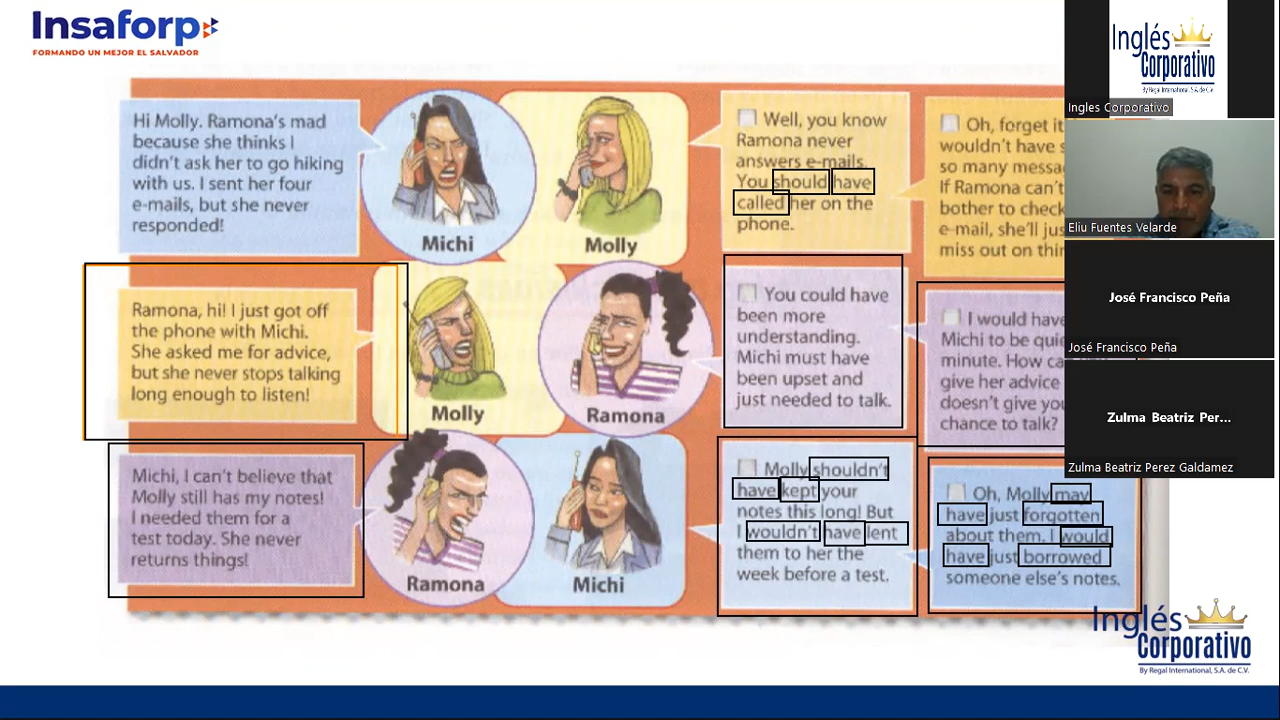 Insaforp
FORMANDO UN MEJOR EL SALVADOR
Hi Molly. Ramona's mad
because she thinks I
didn't ask her to go hiking
with us. I sent her four
e-mails, but she never
responded!
Michi
Molly
Well, you know
Ramona never
answers e-mails.
You should have
called her on the
phone.
Oh, forget it
wouldn't have
so many
If Ramona can't
bother to check
e-mail, she'll
miss out on
Ramona, hi! I just got off
the phone with Michi.
She asked me for advice,
but she never stops talking
long enough to listen!
Molly
Ramona
You could have
been more
understanding.
Michi must have
been upset and
just needed to talk.
I would have
Michi to be
minute. How
give her advice
doesn't give
chance to talk?
Michi, I can't believe that
Molly still has my notes!
I needed them for a
test today. She never
returns things!
Ramona
Michi
Molly shouldn't
have kept your
notes this long! But
I wouldn't have lent
them to her the
week before a test.
Oh, Molly may
have just forgotten
about them. I would
have just borrowed
someone else's notes.
Inglés
Corporativo
By Regal International, S.A. de C.V.
Ingles Corporativo
Eliu Fuentes Velarde
José Francisco Peña
José Francisco Peña
Zulma Beatriz Per...
Zulma Beatriz Perez Galdamez
Inglés
Corporativo
By Regal International, S.A. de C.V.